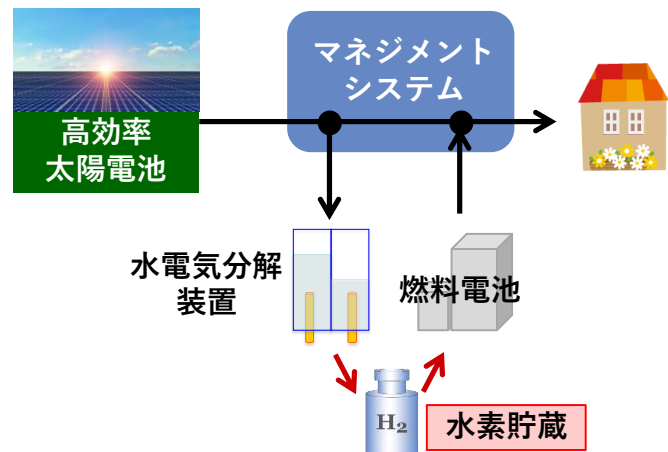 マネジメント
システム
高効率
太陽電池
水電気分解
装置
燃料電池
H₂
水素貯蔵